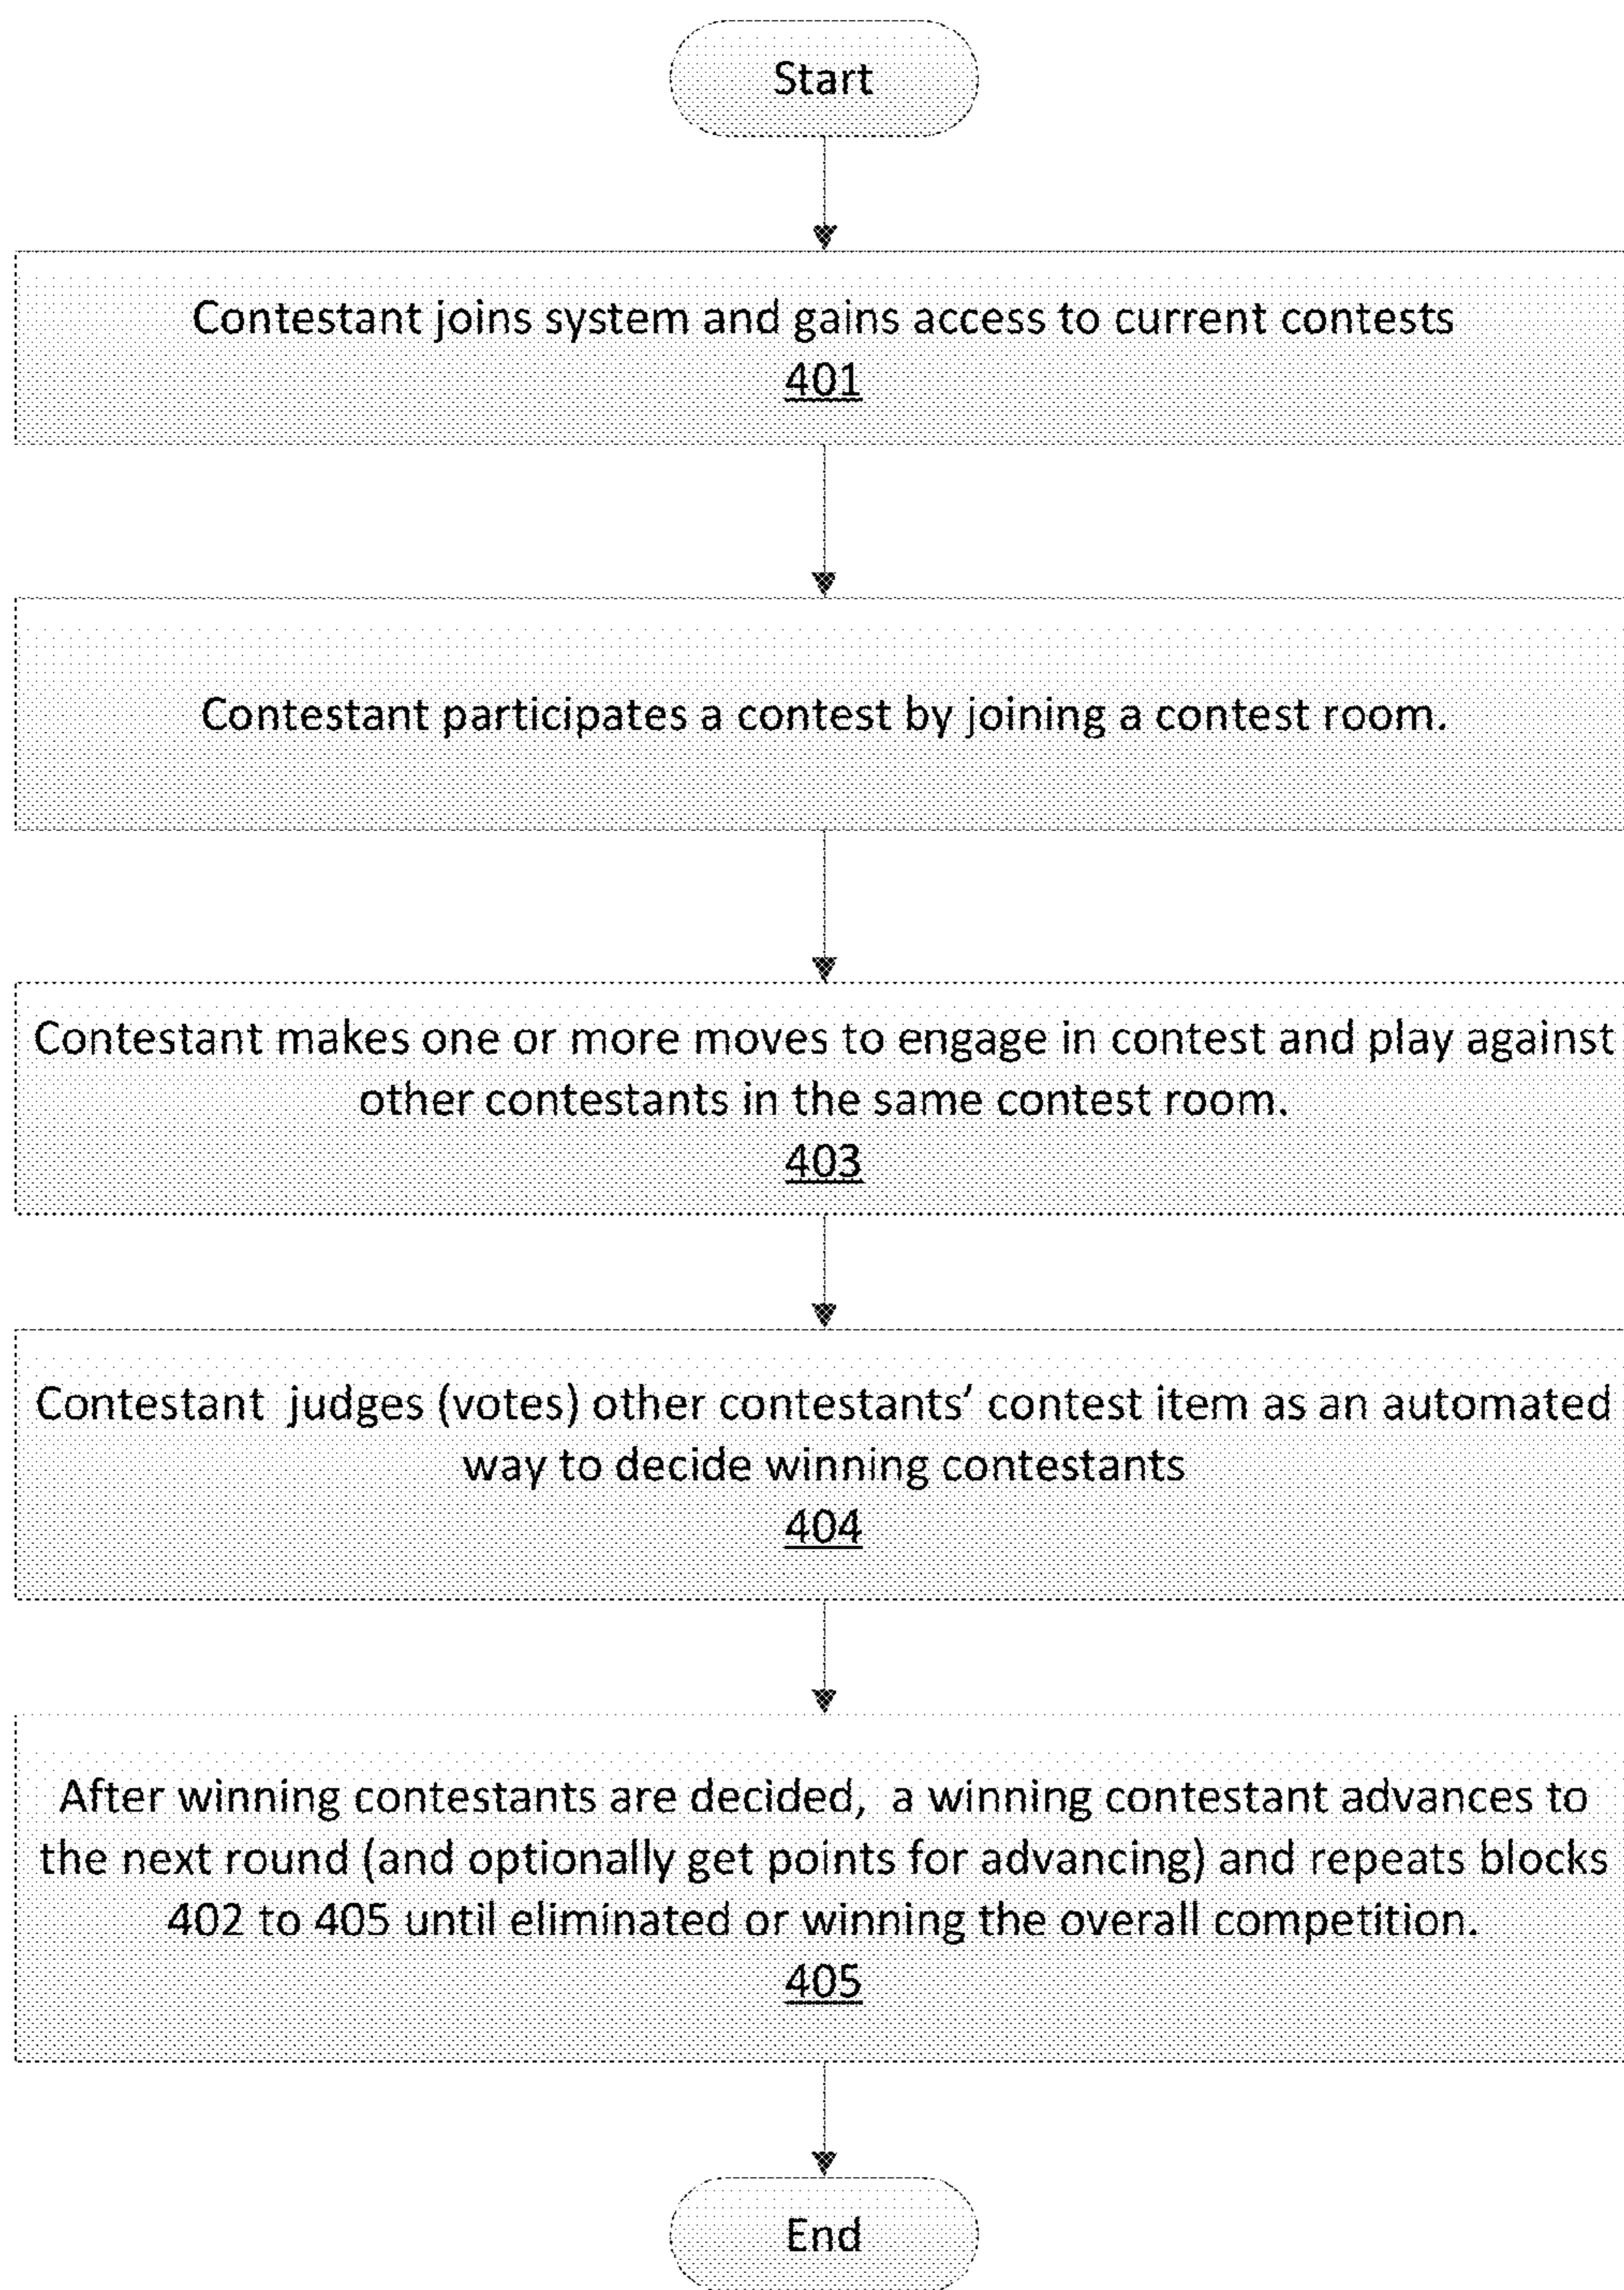 Start
Contestant joins system and gains access to current contests
401
Contestant participates a contest by joining a contest room.
Contestant makes one or more moves to engage in contest and play against
other contestants in the same contest room.
403
Contestant judges (votes) other contestants’ contest item as an automated
way to decide winning contestants
404
After winning contestants are decided, a winning contestant advances to
the next round (and optionally get points for advancing) and repeats blocks
402 to 405 until eliminated or winning the overall competition.
405
End